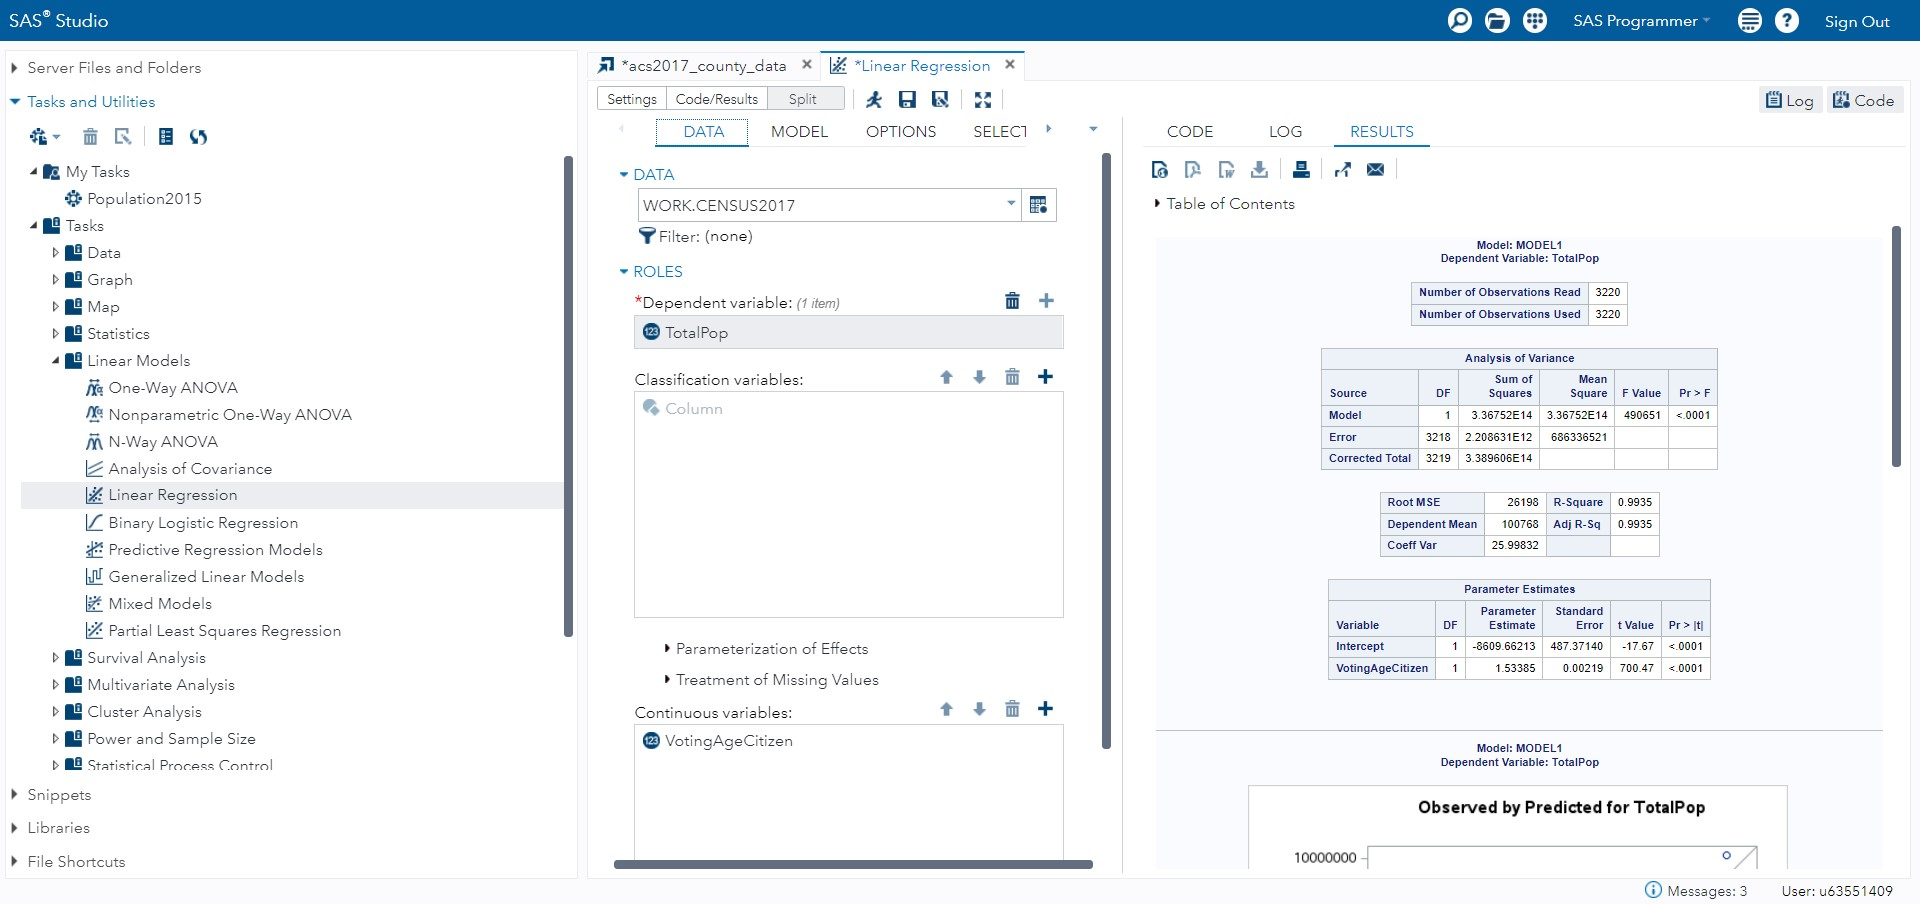 SAS® Studio
SAS Programmer
Sign Out
Server Files and Folders
Tasks and Utilities
My Tasks
Population2015
Tasks
Data
Graph
Map
Statistics
Linear Models
One-Way ANOVA
Nonparametric One-Way ANOVA
N-Way ANOVA
Analysis of Covariance
Linear Regression
Binary Logistic Regression
Predictive Regression Models
Generalized Linear Models
Mixed Models
Partial Least Squares Regression
Survival Analysis
Multivariate Analysis
Cluster Analysis
Power and Sample Size
Statistical Process Control
Snippets
Libraries
File Shortcuts
*acs2017_county_data
*Linear Regression
Settings Code/Results Split
Log Code
DATA MODEL OPTIONS SELECT
DATA
WORK.CENSUS2017
Filter: (none)
ROLES
*Dependent variable: (1 item)
123 TotalPop
Classification variables:
Column
Parameterization of Effects
Treatment of Missing Values
Continuous variables:
123 VotingAgeCitizen
CODE LOG RESULTS
Table of Contents
Model: MODEL1
Dependent Variable: TotalPop
Number of Observations Read 3220
Number of Observations Used 3220
Analysis of Variance
Source DF Sum of Squares Mean Square F Value Pr > F
Model 1 3.36752E14 3.36752E14 490651 <.0001
Error 3218 2.208631E12 686336521
Corrected Total 3219 3.389606E14
Root MSE 26198 R-Square 0.9935
Dependent Mean 100768 Adj R-Sq 0.9935
Coeff Var 25.99832
Parameter Estimates
Variable DF Parameter Estimate Standard Error t Value Pr > |t|
Intercept 1 -8609.66213 487.37140 -17.67 <.0001
VotingAgeCitizen 1 1.53385 0.00219 700.47 <.0001
Model: MODEL1
Dependent Variable: TotalPop
Observed by Predicted for TotalPop
10000000
Messages: 3
User: u63551409